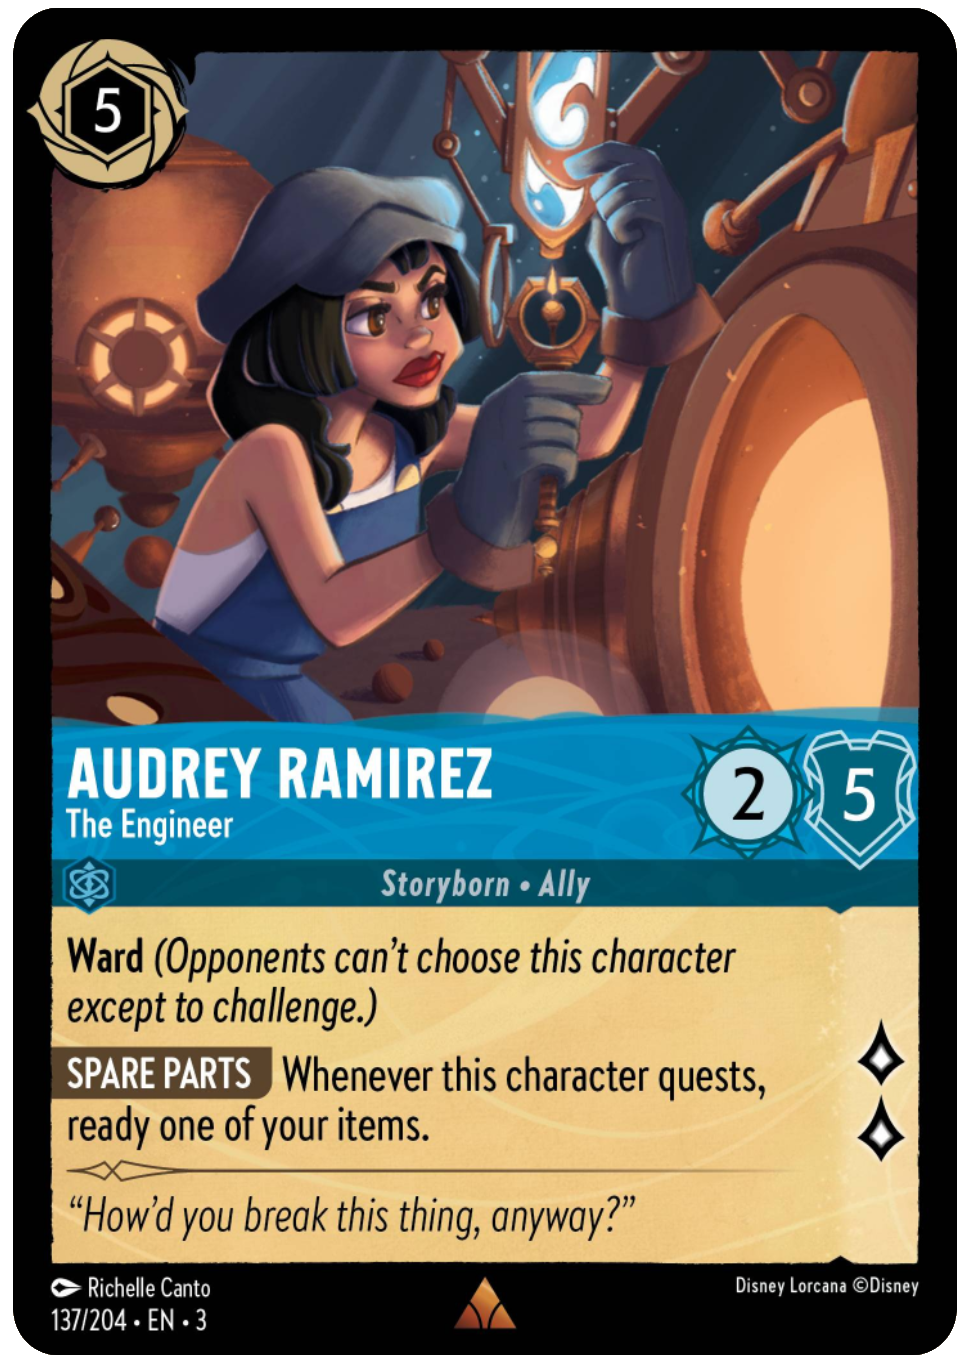 5
AUDREY RAMIREZ
The Engineer
2
5
Storyborn • Ally
Ward (Opponents can’t choose this character
except to challenge.)
SPARE PARTS Whenever this character quests,
ready one of your items.
“How’d you break this thing, anyway?”
Richelle Canto
137/204 • EN • 3
Disney Lorcana ©Disney